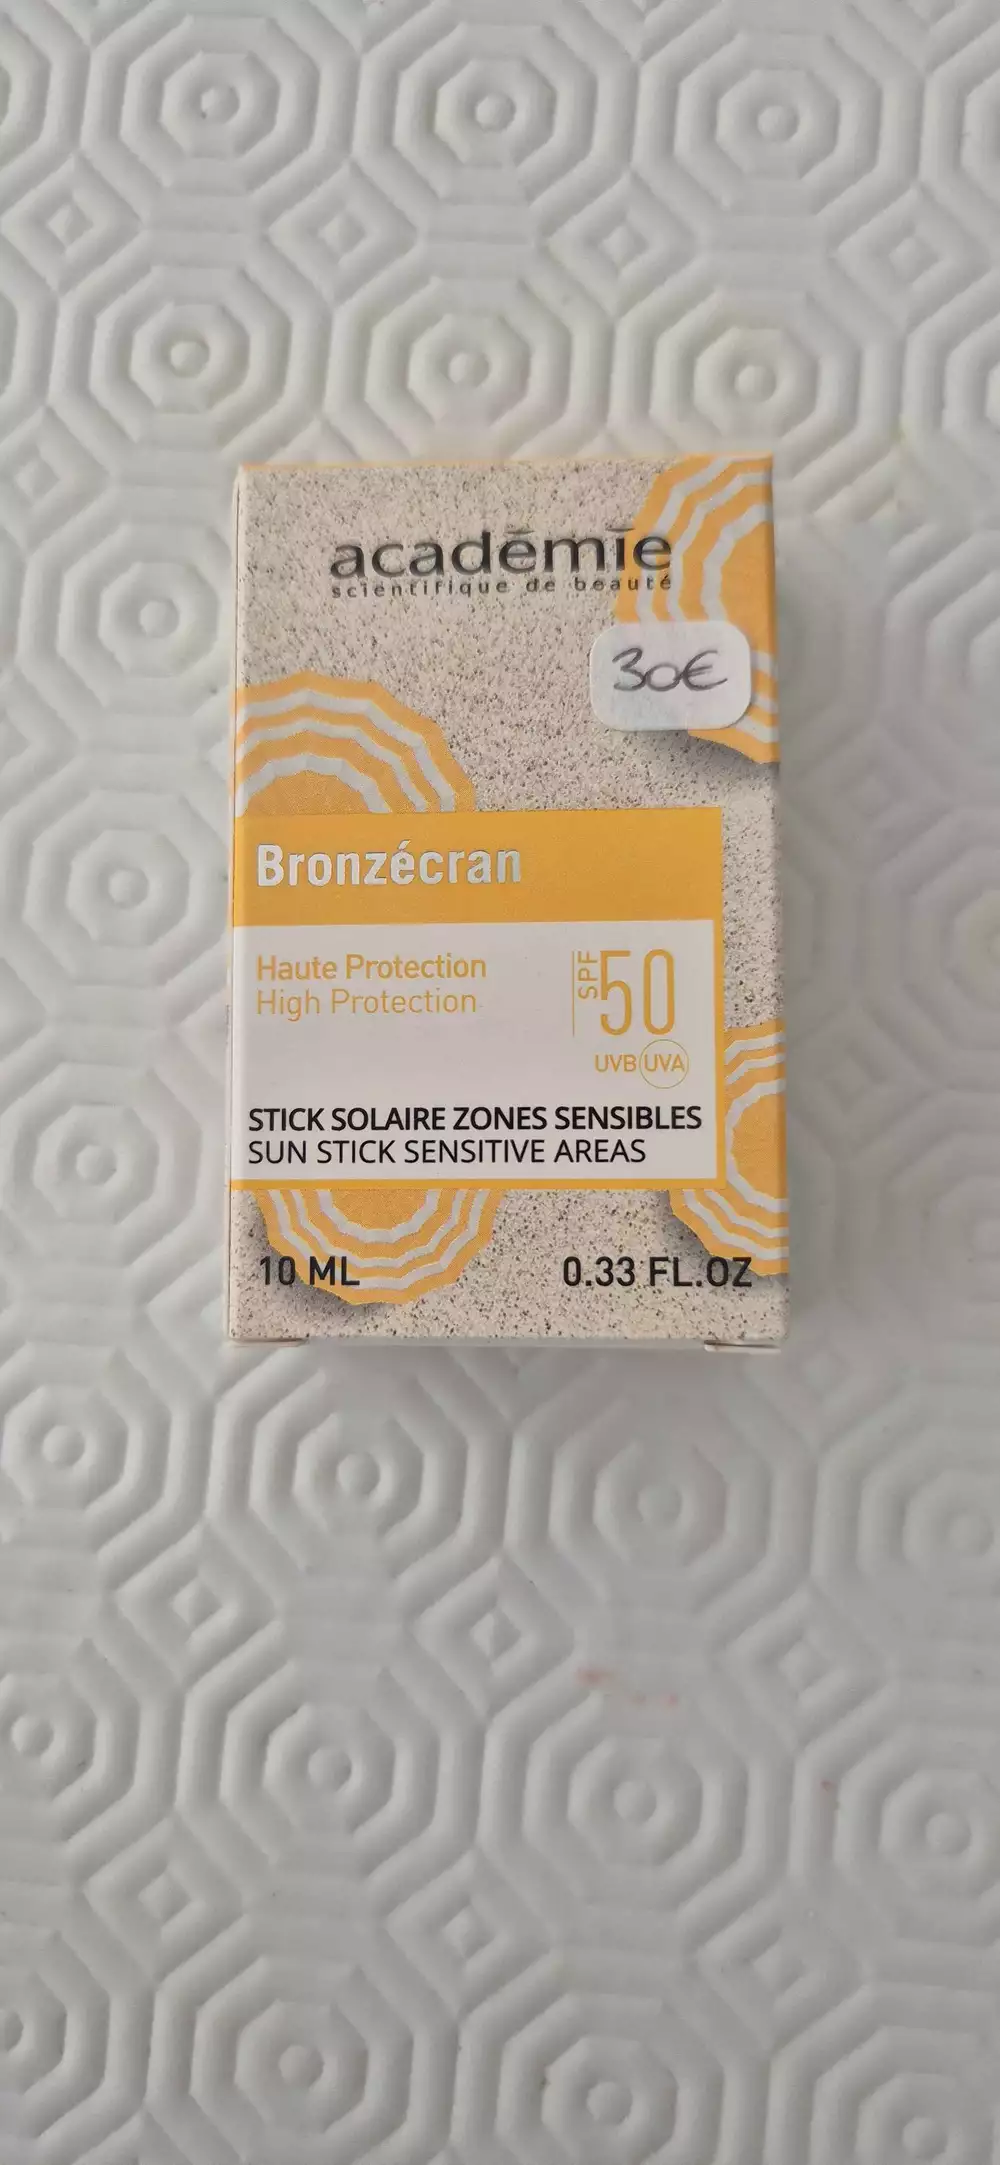 acadēmīe
scientifique de beauté
30€
Bronzécran
Haute Protection
High Protection
SPF 50
UVB UVA
STICK SOLAIRE ZONES SENSIBLES
SUN STICK SENSITIVE AREAS
10 ML 0.33 FL.OZ